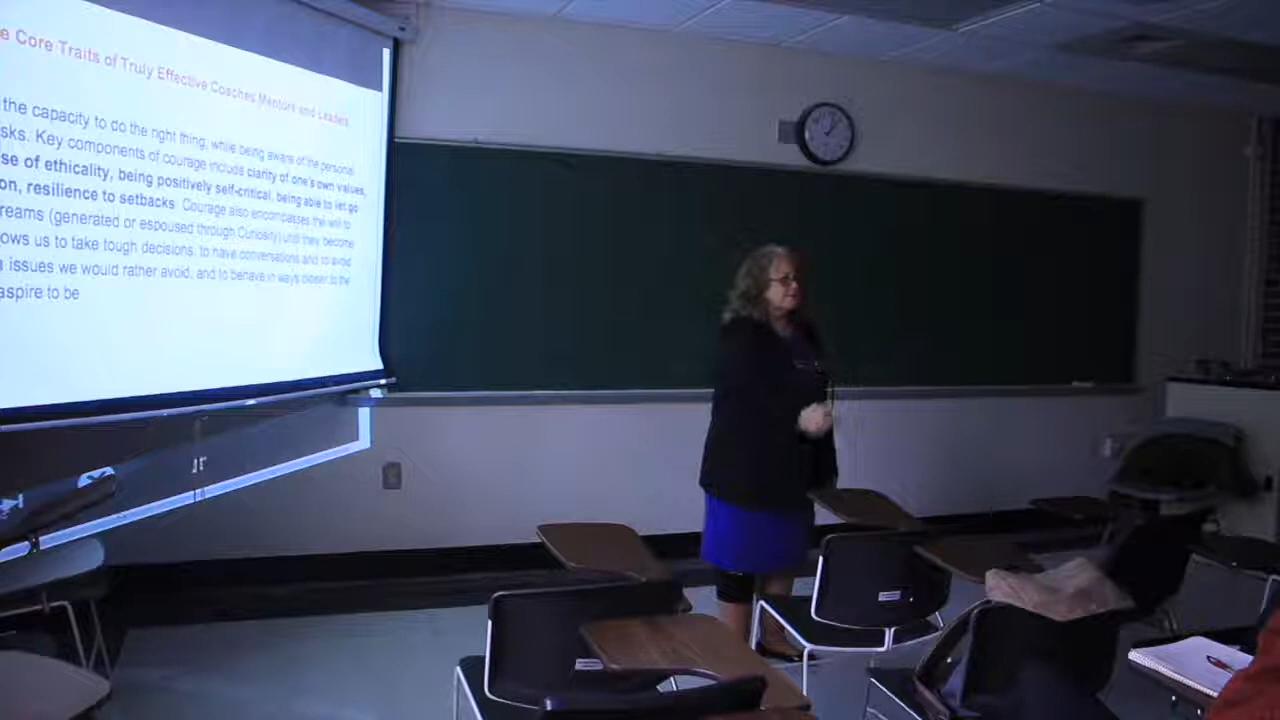 e Core Traits of Truly Effective Coaches Mentors and Leaders
the capacity to do the right thing, while being aware of the personal
sks. Key components of courage include clarity of one's own values,
se of ethicality, being positively self-critical, being able to let go
on, resilience to setbacks. Courage also encompasses the will to
reams (generated or espoused through Curiosity) until they become
ows us to take tough decisions, to have conversations and to avoid
issues we would rather avoid, and to behave in ways closer to the
aspire to be